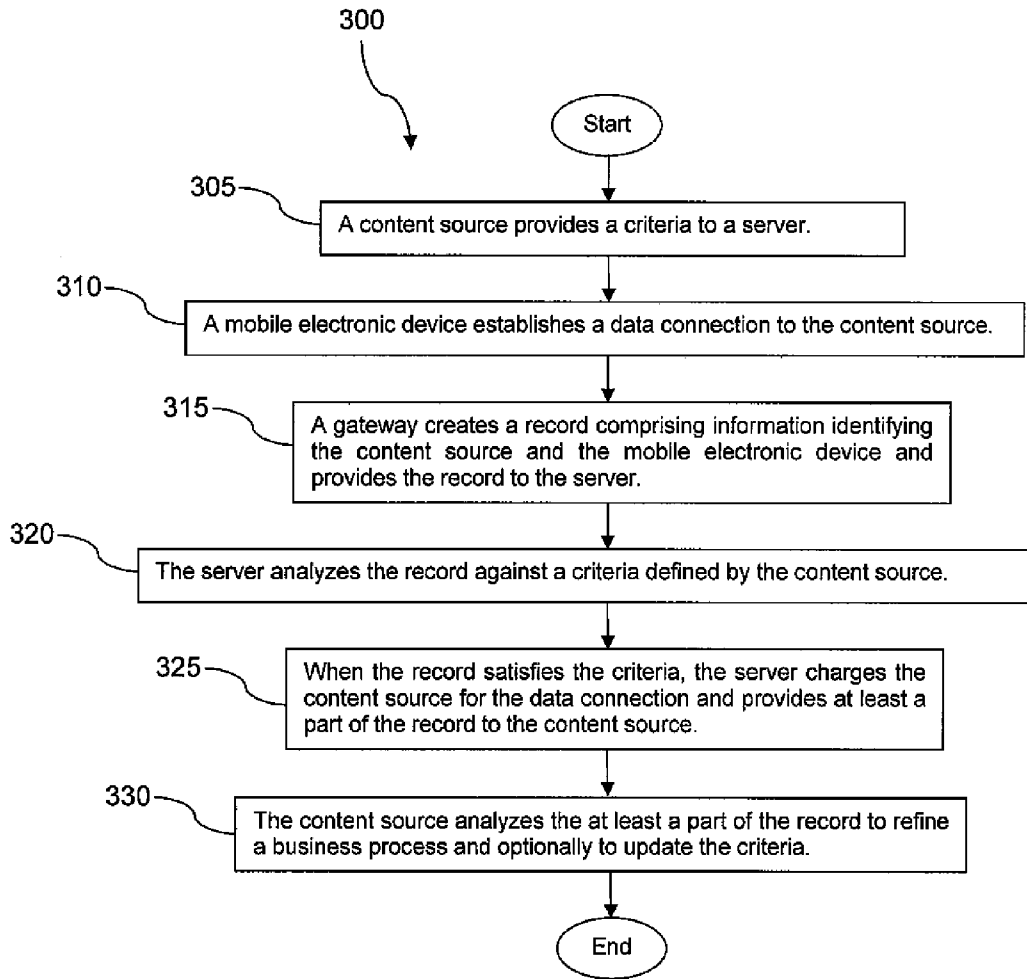 300
Start
305
A content source provides a criteria to a server.
310
A mobile electronic device establishes a data connection to the content source.
315
A gateway creates a record comprising information identifying
the content source and the mobile electronic device and
provides the record to the server.
320
The server analyzes the record against a criteria defined by the content source.
325
When the record satisfies the criteria, the server charges the
content source for the data connection and provides at least a
part of the record to the content source.
330
The content source analyzes the at least a part of the record to refine
a business process and optionally to update the criteria.
End